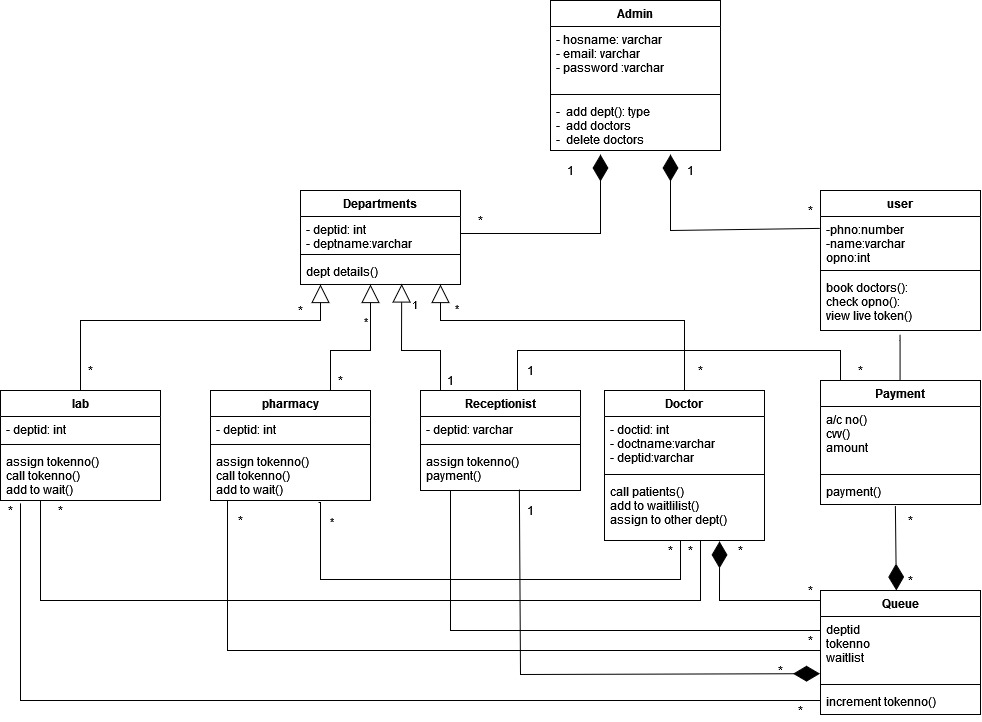 Admin
- hosname: varchar
- email: varchar
- password :varchar
- add dept(): type
- add doctors
- delete doctors
1
1
*
*
Departments
- deptid: int
- deptname:varchar
dept details()
user
-phno:number
-name:varchar
opno:int
book doctors():
check opno():
view live token()
*
*
1
*
*
*
1
1
*
*
lab
- deptid: int
assign tokenno()
call tokenno()
add to wait()
pharmacy
- deptid: int
assign tokenno()
call tokenno()
add to wait()
Receptionist
- deptid: varchar
assign tokenno()
payment()
Doctor
- doctid: int
- doctname:varchar
- deptid:varchar
call patients()
add to waitlilist()
assign to other dept()
Payment
a/c no()
cvv()
amount
payment()
*
*
*
*
1
*
*
*
*
*
*
Queue
deptid
tokenno
waitlist
increment tokenno()
*
*
*